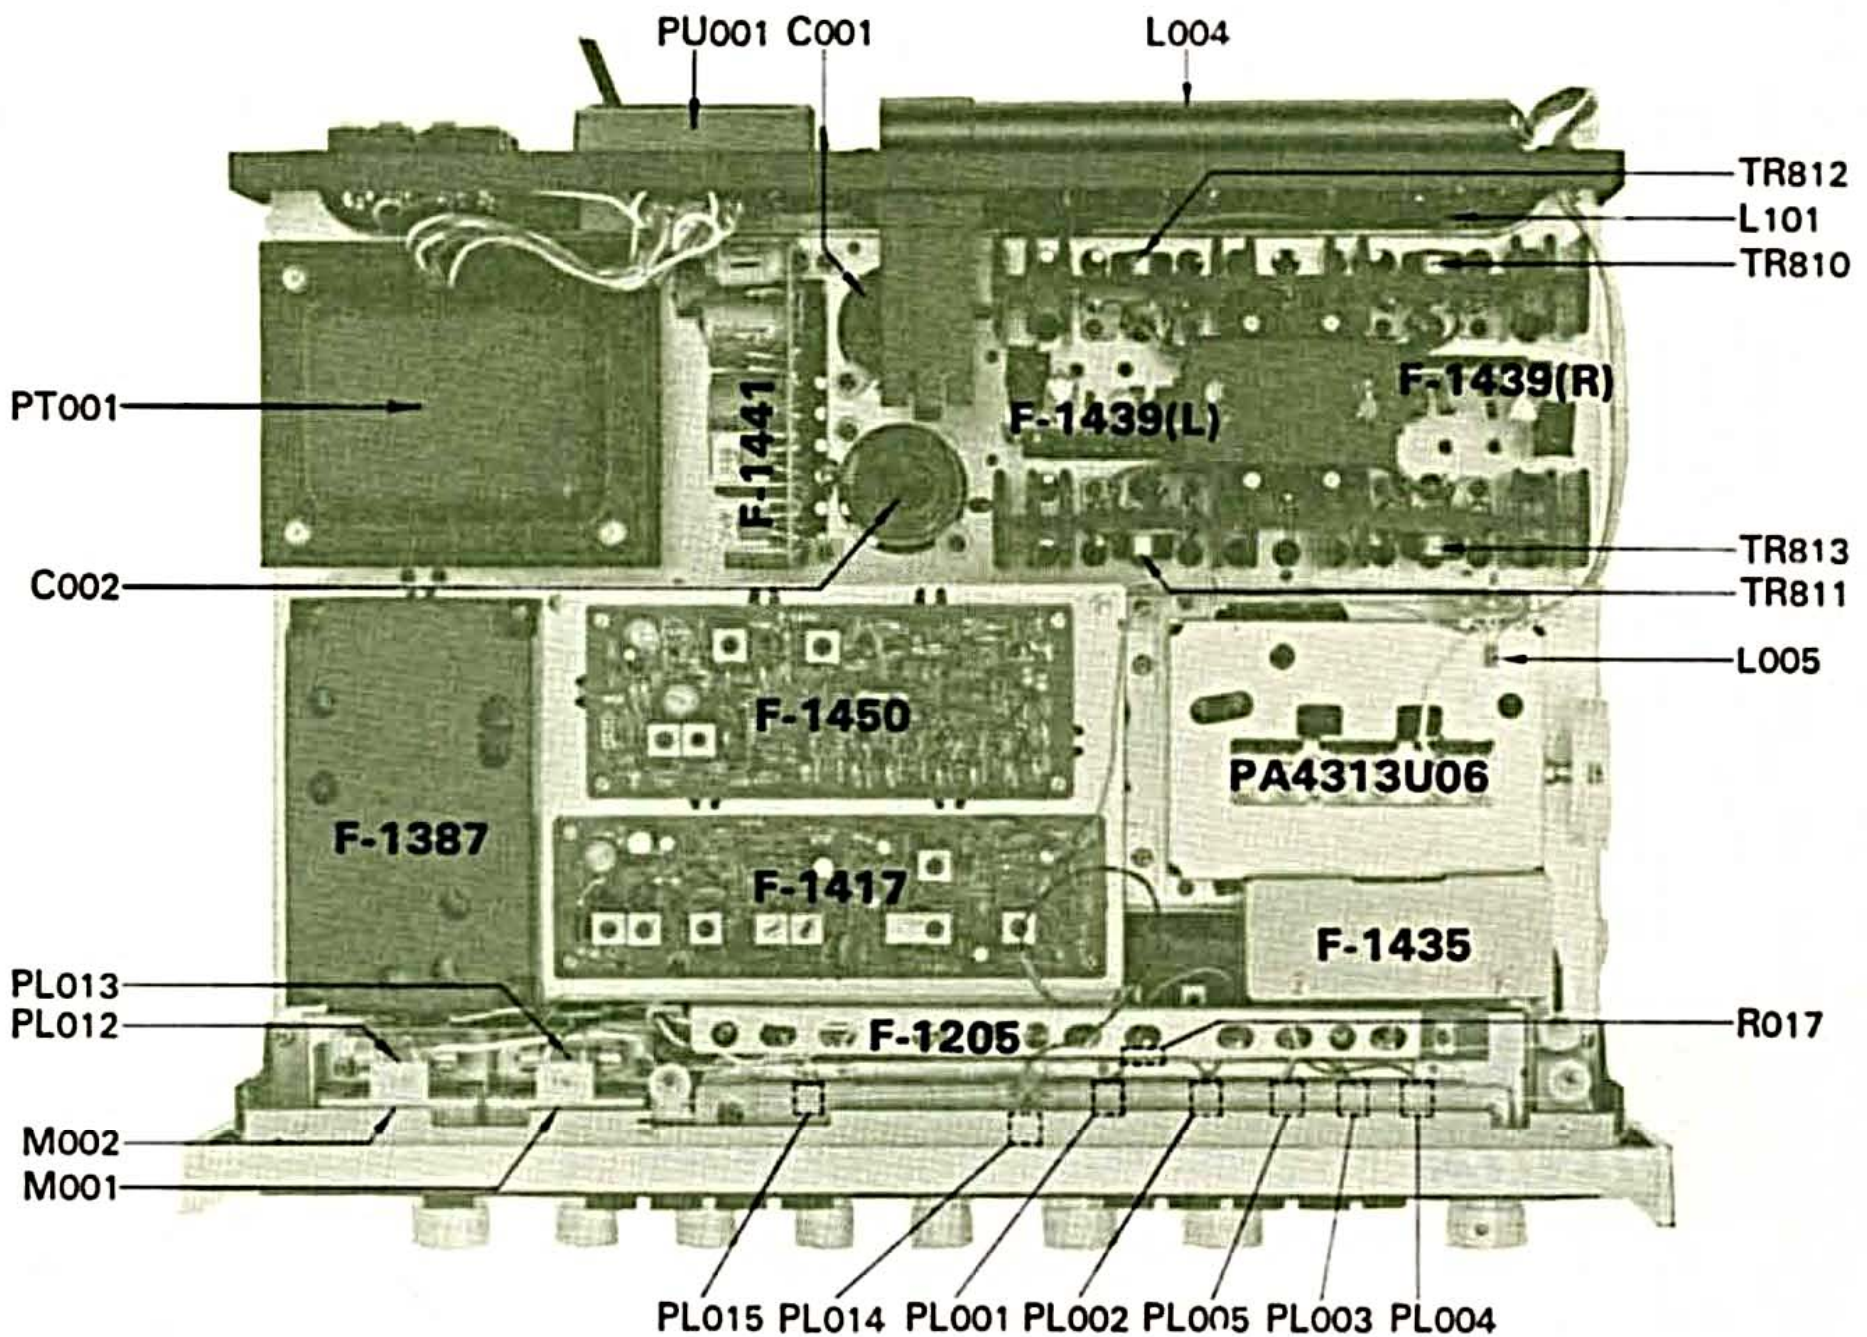 PU001 C001 L004
TR812
L101
TR810
PT001
F-1441
F-1439(L)
F-1439(R)
C002
TR813
TR811
L005
F-1450
PA4313U06
F-1387
F-1417
F-1435
PL013
PL012
F-1205
R017
M002
M001
PL015 PL014 PL001 PL002 PL005 PL003 PL004